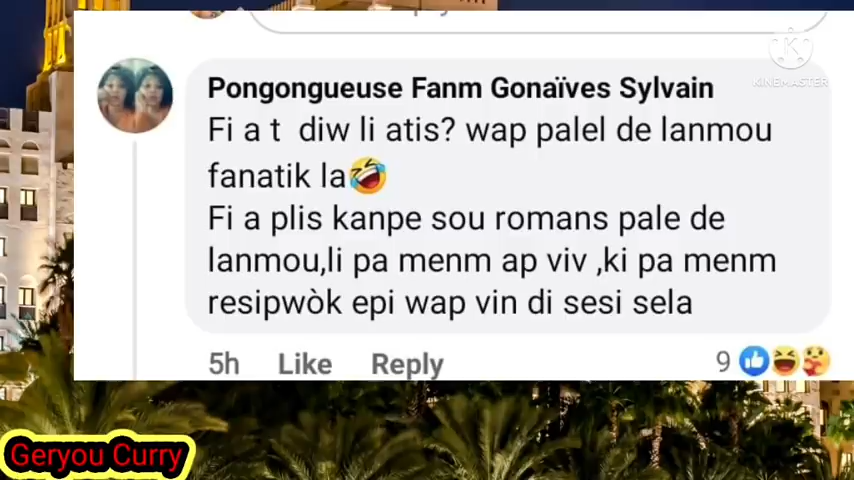 KINEMASTER
Pongongueuse Fanm Gonaïves Sylvain
Fi a t diw li atis? wap palel de lanmou
fanatik la🤣
Fi a plis kanpe sou romans pale de
lanmou,li pa menm ap viv ,ki pa menm
resipwòk epi wap vin di sesi sela
5h Like Reply 9
Geryou Curry